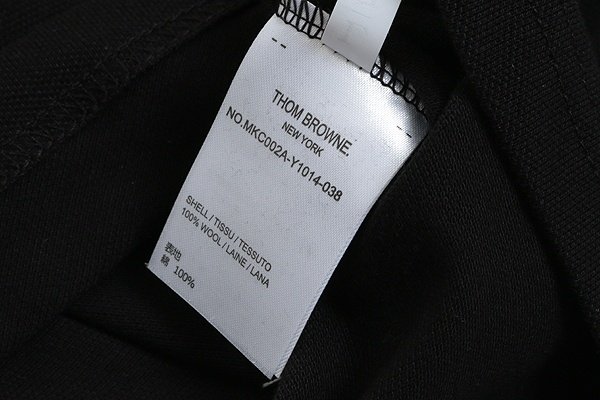 THOM BROWNE.
NEW YORK
NO.MKC002A-Y1014-038
SHELL / TISSU / TESSUTO
100% WOOL / LAINE / LANA
表地
綿 100%